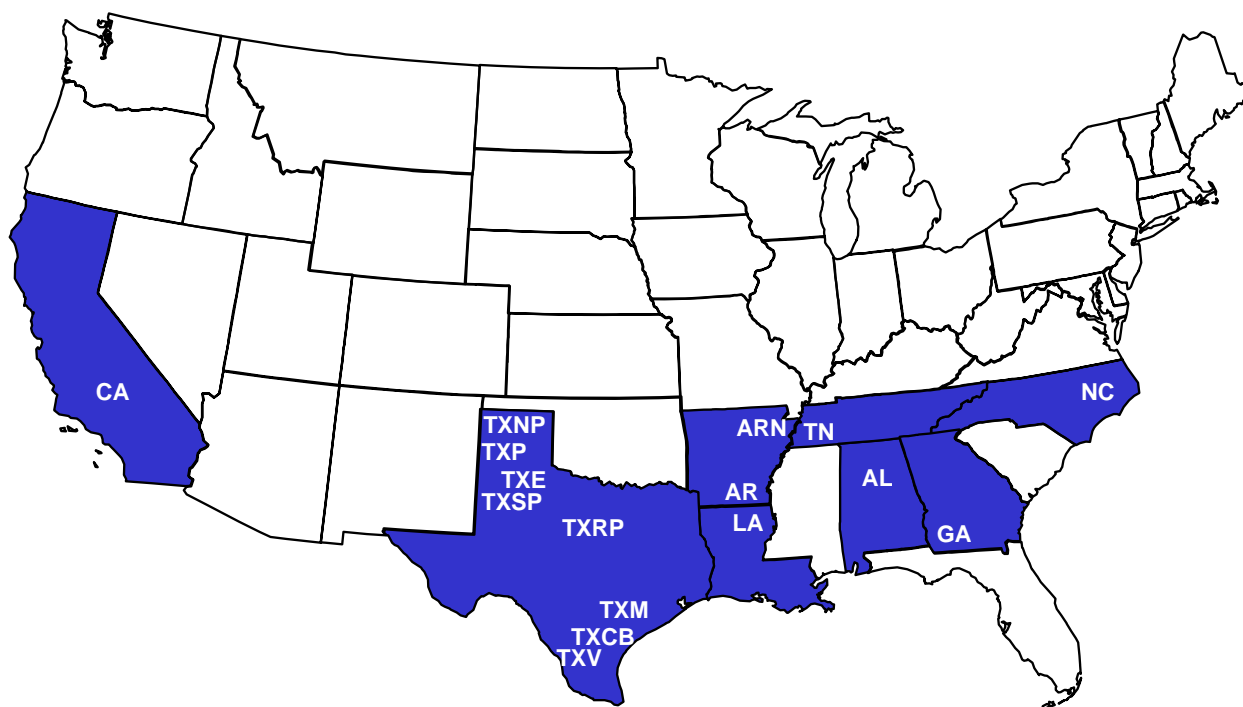 CA
NC
TXNP
ARN
TN
TXP
TXE
AL
TXSP
AR
LA
TXRP
GA
TXM
TXCB
TXV